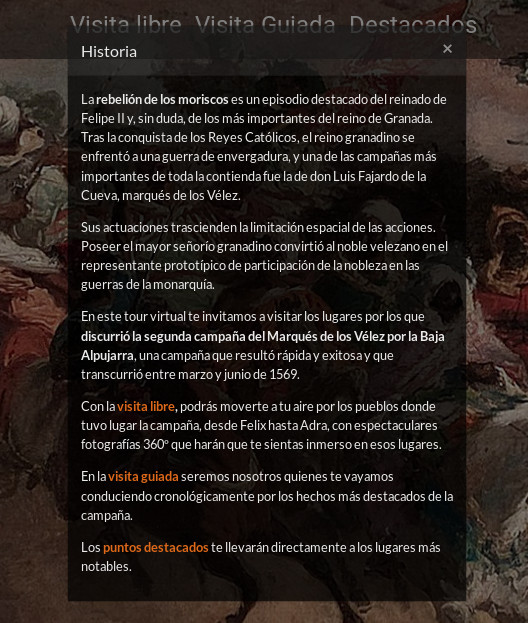 Visita libre Visita Guiada Destacados
Historia ×
La rebelión de los moriscos es un episodio destacado del reinado de
Felipe II y, sin duda, de los más importantes del reino de Granada.
Tras la conquista de los Reyes Católicos, el reino granadino se
enfrentó a una guerra de envergadura, y una de las campañas más
importantes de toda la contienda fue la de don Luis Fajardo de la
Cueva, marqués de los Vélez.
Sus actuaciones trascienden la limitación espacial de las acciones.
Poseer el mayor señorío granadino convirtió al noble velezano en el
representante prototípico de participación de la nobleza en las
guerras de la monarquía.
En este tour virtual te invitamos a visitar los lugares por los que
discurrió la segunda campaña del Marqués de los Vélez por la Baja
Alpujarra, una campaña que resultó rápida y exitosa y que
transcurrió entre marzo y junio de 1569.
Con la visita libre, podrás moverte a tu aire por los pueblos donde
tuvo lugar la campaña, desde Felix hasta Adra, con espectaculares
fotografías 360º que harán que te sientas inmerso en esos lugares.
En la visita guiada seremos nosotros quienes te vayamos
conduciendo cronológicamente por los hechos más destacados de la
campaña.
Los puntos destacados te llevarán directamente a los lugares más
notables.